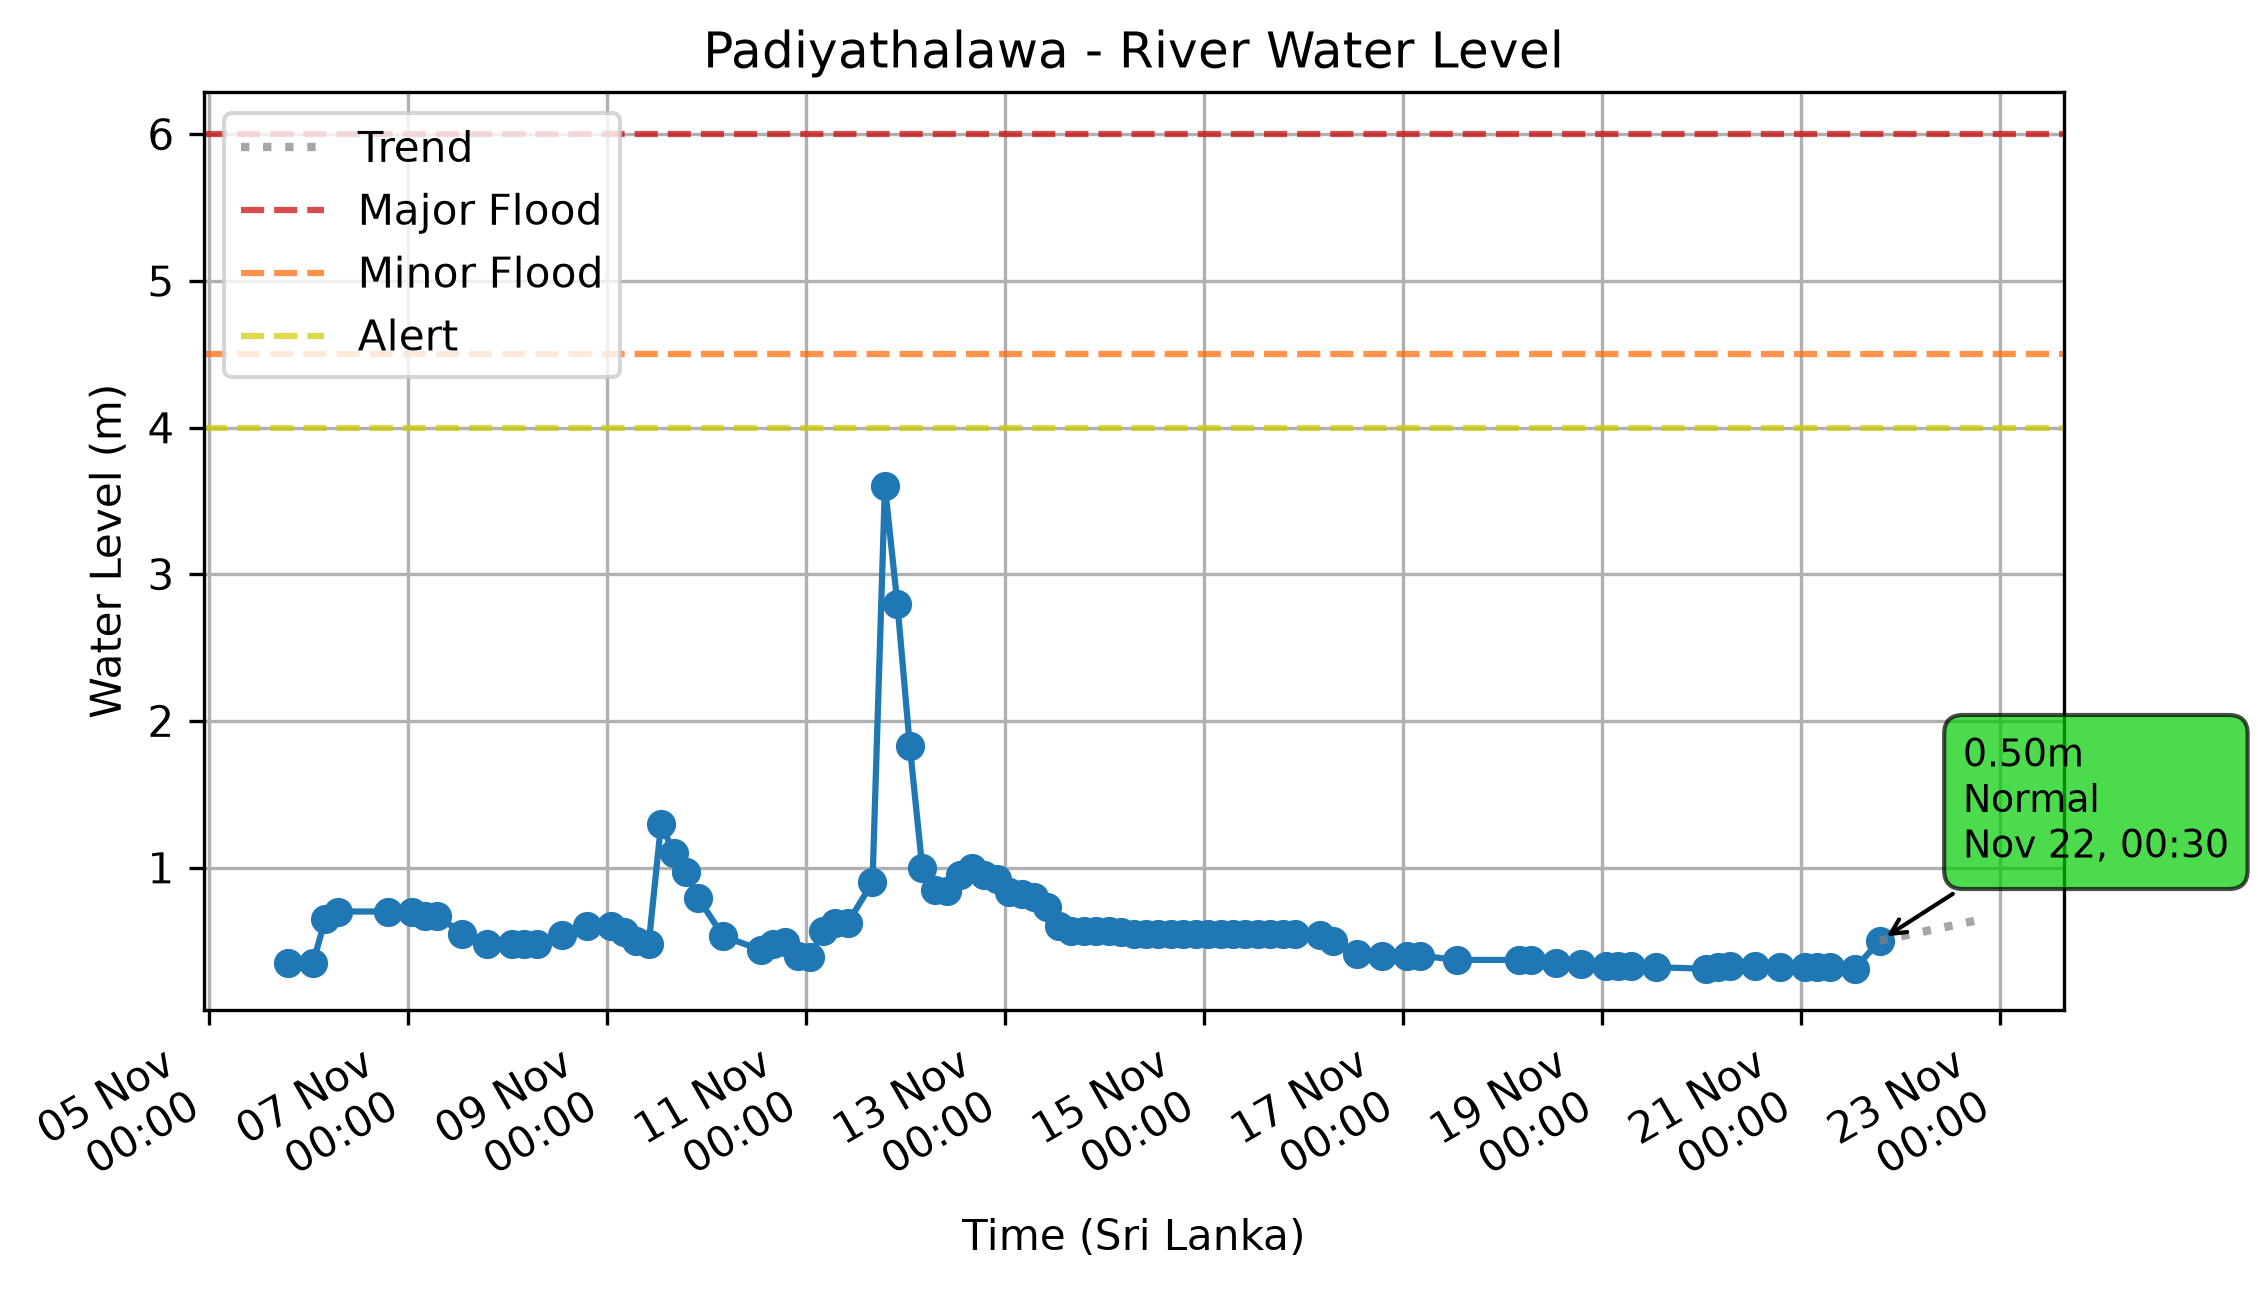 Padiyathalawa - River Water Level
Trend
Major Flood
Minor Flood
Alert
6
5
4
3
2
1
Water Level (m)
0.50m
Normal
Nov 22, 00:30
05 Nov
00:00
07 Nov
00:00
09 Nov
00:00
11 Nov
00:00
13 Nov
00:00
15 Nov
00:00
17 Nov
00:00
19 Nov
00:00
21 Nov
00:00
23 Nov
00:00
Time (Sri Lanka)